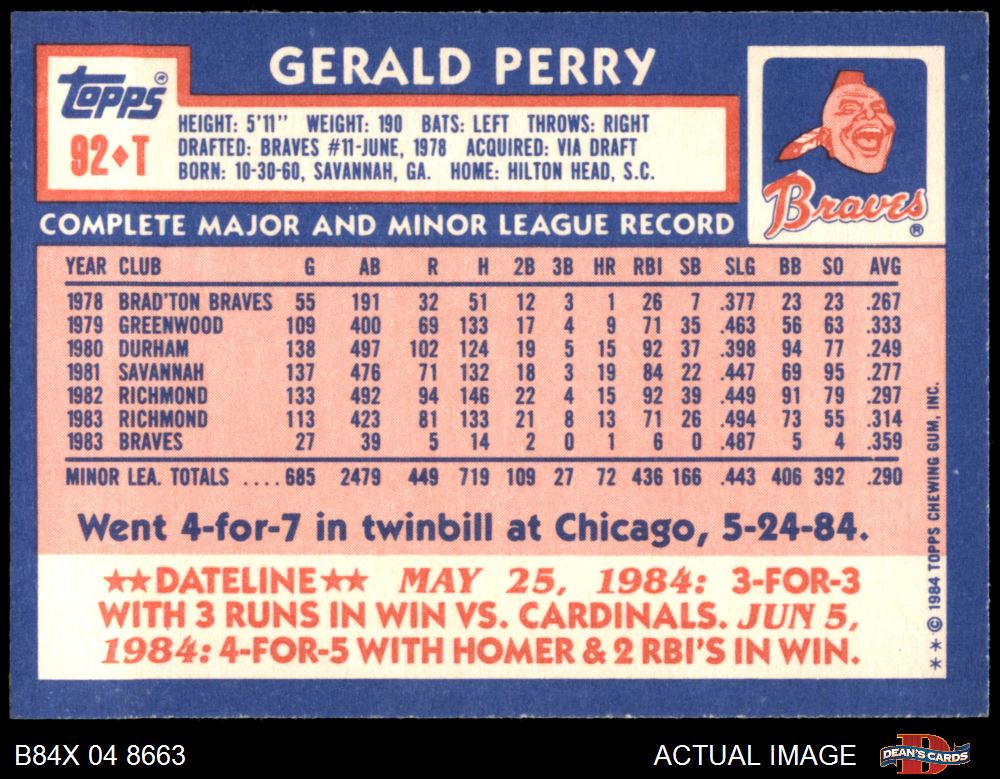 GERALD PERRY
Topps®
92♦T
HEIGHT: 5'11" WEIGHT: 190 BATS: LEFT THROWS: RIGHT
DRAFTED: BRAVES #11-JUNE, 1978 ACQUIRED: VIA DRAFT
BORN: 10-30-60, SAVANNAH, GA. HOME: HILTON HEAD, S.C.
Braves®
COMPLETE MAJOR AND MINOR LEAGUE RECORD
YEAR CLUB G AB R H 2B 3B HR RBI SB SLG BB SO AVG
1978 BRAD'TON BRAVES 55 191 32 51 12 3 1 26 7 .377 23 23 .267
1979 GREENWOOD 109 400 69 133 17 4 9 71 35 .463 56 63 .333
1980 DURHAM 138 497 102 124 19 5 15 92 37 .398 94 77 .249
1981 SAVANNAH 137 476 71 132 18 3 19 84 22 .447 69 95 .277
1982 RICHMOND 133 492 94 146 22 4 15 92 39 .449 91 79 .297
1983 RICHMOND 113 423 81 133 21 8 13 71 26 .494 73 55 .314
1983 BRAVES 27 39 5 14 2 0 1 6 0 .487 5 4 .359
MINOR LEA. TOTALS ....685 2479 449 719 109 27 72 436 166 .443 406 392 .290
Went 4-for-7 in twinbill at Chicago, 5-24-84.
★★DATELINE★★ MAY 25, 1984: 3-FOR-3
WITH 3 RUNS IN WIN VS. CARDINALS. JUN 5,
1984: 4-FOR-5 WITH HOMER & 2 RBI'S IN WIN.
**© 1984 TOPPS CHEWING GUM, INC.
B84X 04 8663
ACTUAL IMAGE
DEAN'S CARDS